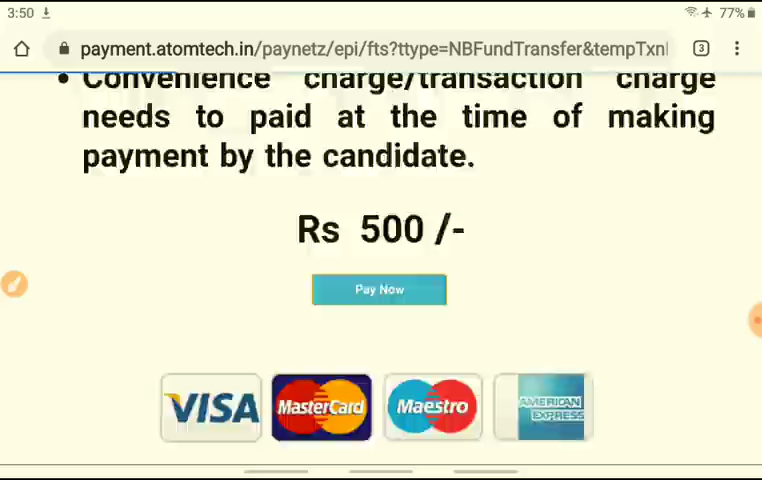 3:50
77%
payment.atomtech.in/paynetz/epi/fts?ttype=NBFundTransfer&tempTxnI
3
Convenience charge/transaction charge
needs to paid at the time of making
payment by the candidate.
Rs 500 /-
Pay Now
VISA
MasterCard
Maestro
AMERICAN
EXPRESS